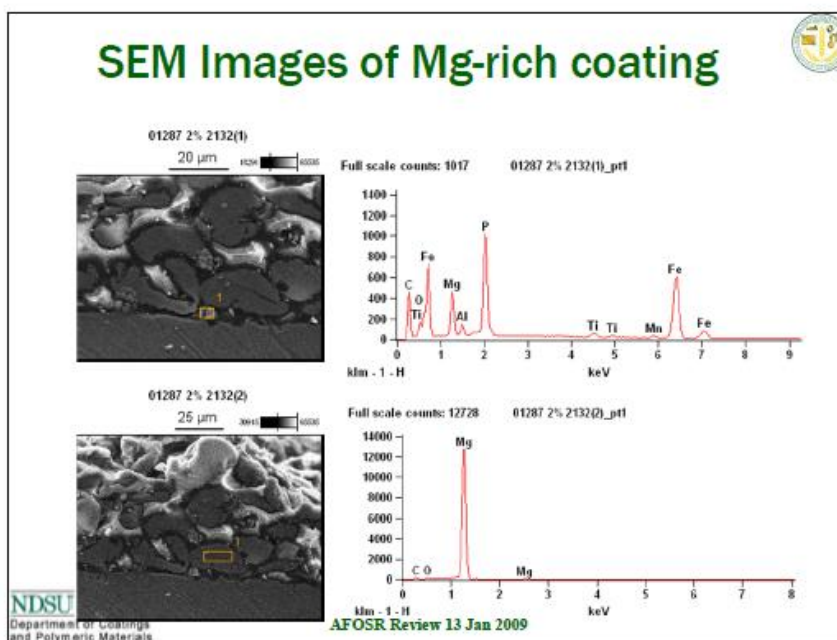 SEM Images of Mg-rich coating
01287 2% 2132(1)
20 µm
65535
1
Full scale counts: 1017 01287 2% 2132(1)_pt1
1400
1200
1000
800
600
400
200
0
C
O
Ti
Fe
Mg
Al
P
Ti
Ti
Mn
Fe
Fe
0 1 2 3 4 5 6 7 8 9
klm - 1 - H
keV
01287 2% 2132(2)
25 µm
65535
1
Full scale counts: 12728 01287 2% 2132(2)_pt1
14000
12000
10000
8000
6000
4000
2000
0
C
O
Mg
Mg
0 1 2 3 4 5 6 7 8
klm - 1 - H
keV
NDSU
Department of Coatings
and Polymeric Materials
AFOSR Review 13 Jan 2009